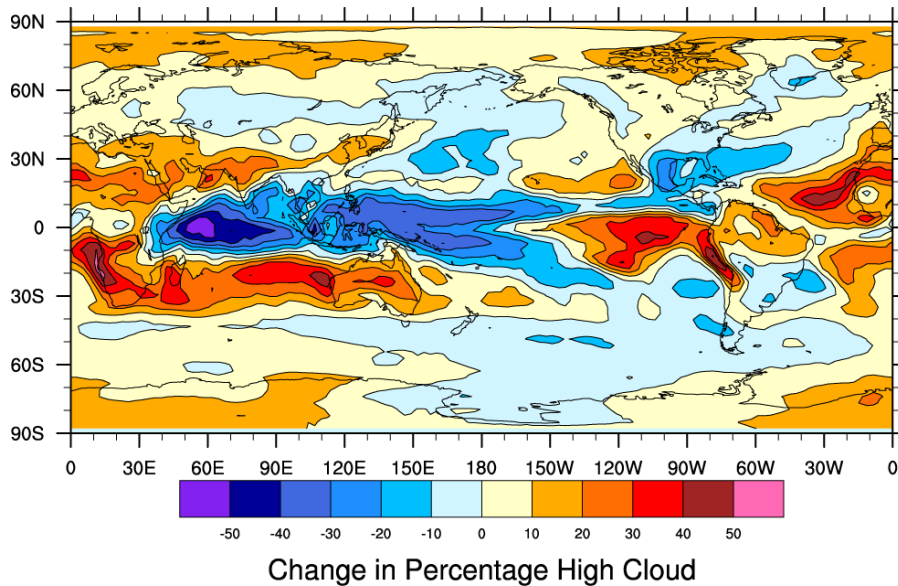 90N
60N
30N
0
30S
60S
90S
0 30E 60E 90E 120E 150E 180 150W 120W 90W 60W 30W 0
-50 -40 -30 -20 -10 0 10 20 30 40 50
Change in Percentage High Cloud